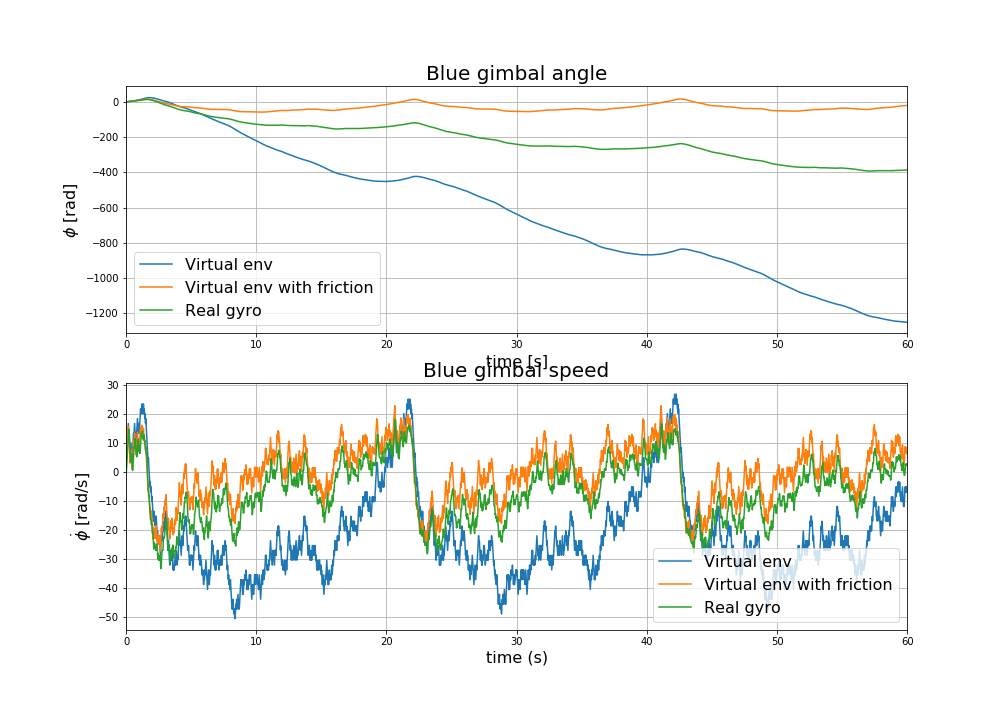 Blue gimbal angle
0
−200
−400
−600
−800
−1000
−1200
ϕ [rad]
Virtual env
Virtual env with friction
Real gyro
0 10 20 30 40 50 60
time [s]
Blue gimbal speed
30
20
10
0
−10
−20
−30
−40
−50
ϕ̇ [rad/s]
Virtual env
Virtual env with friction
Real gyro
0 10 20 30 40 50 60
time (s)